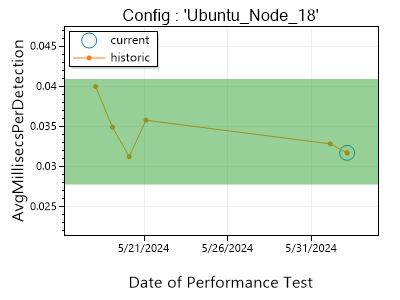 Config : 'Ubuntu_Node_18'
current
historic
AvgMillisecsPerDetection
0.045
0.04
0.035
0.03
0.025
5/21/2024
5/26/2024
5/31/2024
Date of Performance Test